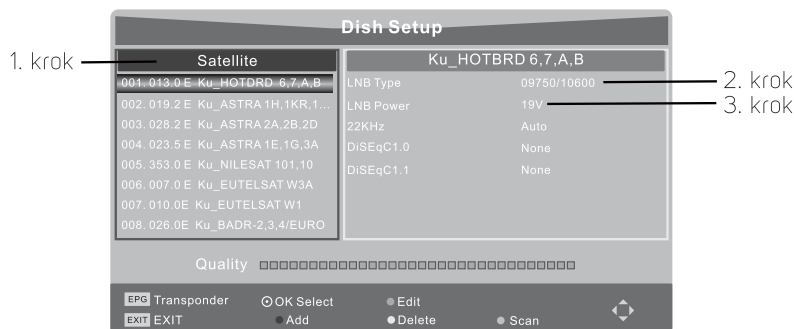 Dish Setup
1. krok
Satellite
Ku_HOTBRD 6,7,A,B
001. 013.0 E Ku_HOTDRD 6,7,A,B
LNB Type 09750/10600
2. krok
002. 019.2 E Ku_ASTRA 1H,1KR,1...
LNB Power 19V
3. krok
003. 028.2 E Ku_ASTRA 2A,2B,2D
22KHz Auto
004. 023.5 E Ku_ASTRA 1E,1G,3A
DiSEqC1.0 None
005. 353.0 E Ku_NILESAT 101,10
DiSEqC1.1 None
006. 007.0 E Ku_EUTELSAT W3A
007. 010.0E Ku_EUTELSAT W1
008. 026.0E Ku_BADR-2,3,4/EURO
Quality
EPG Transponder OK Select Edit
EXIT EXIT Add Delete Scan